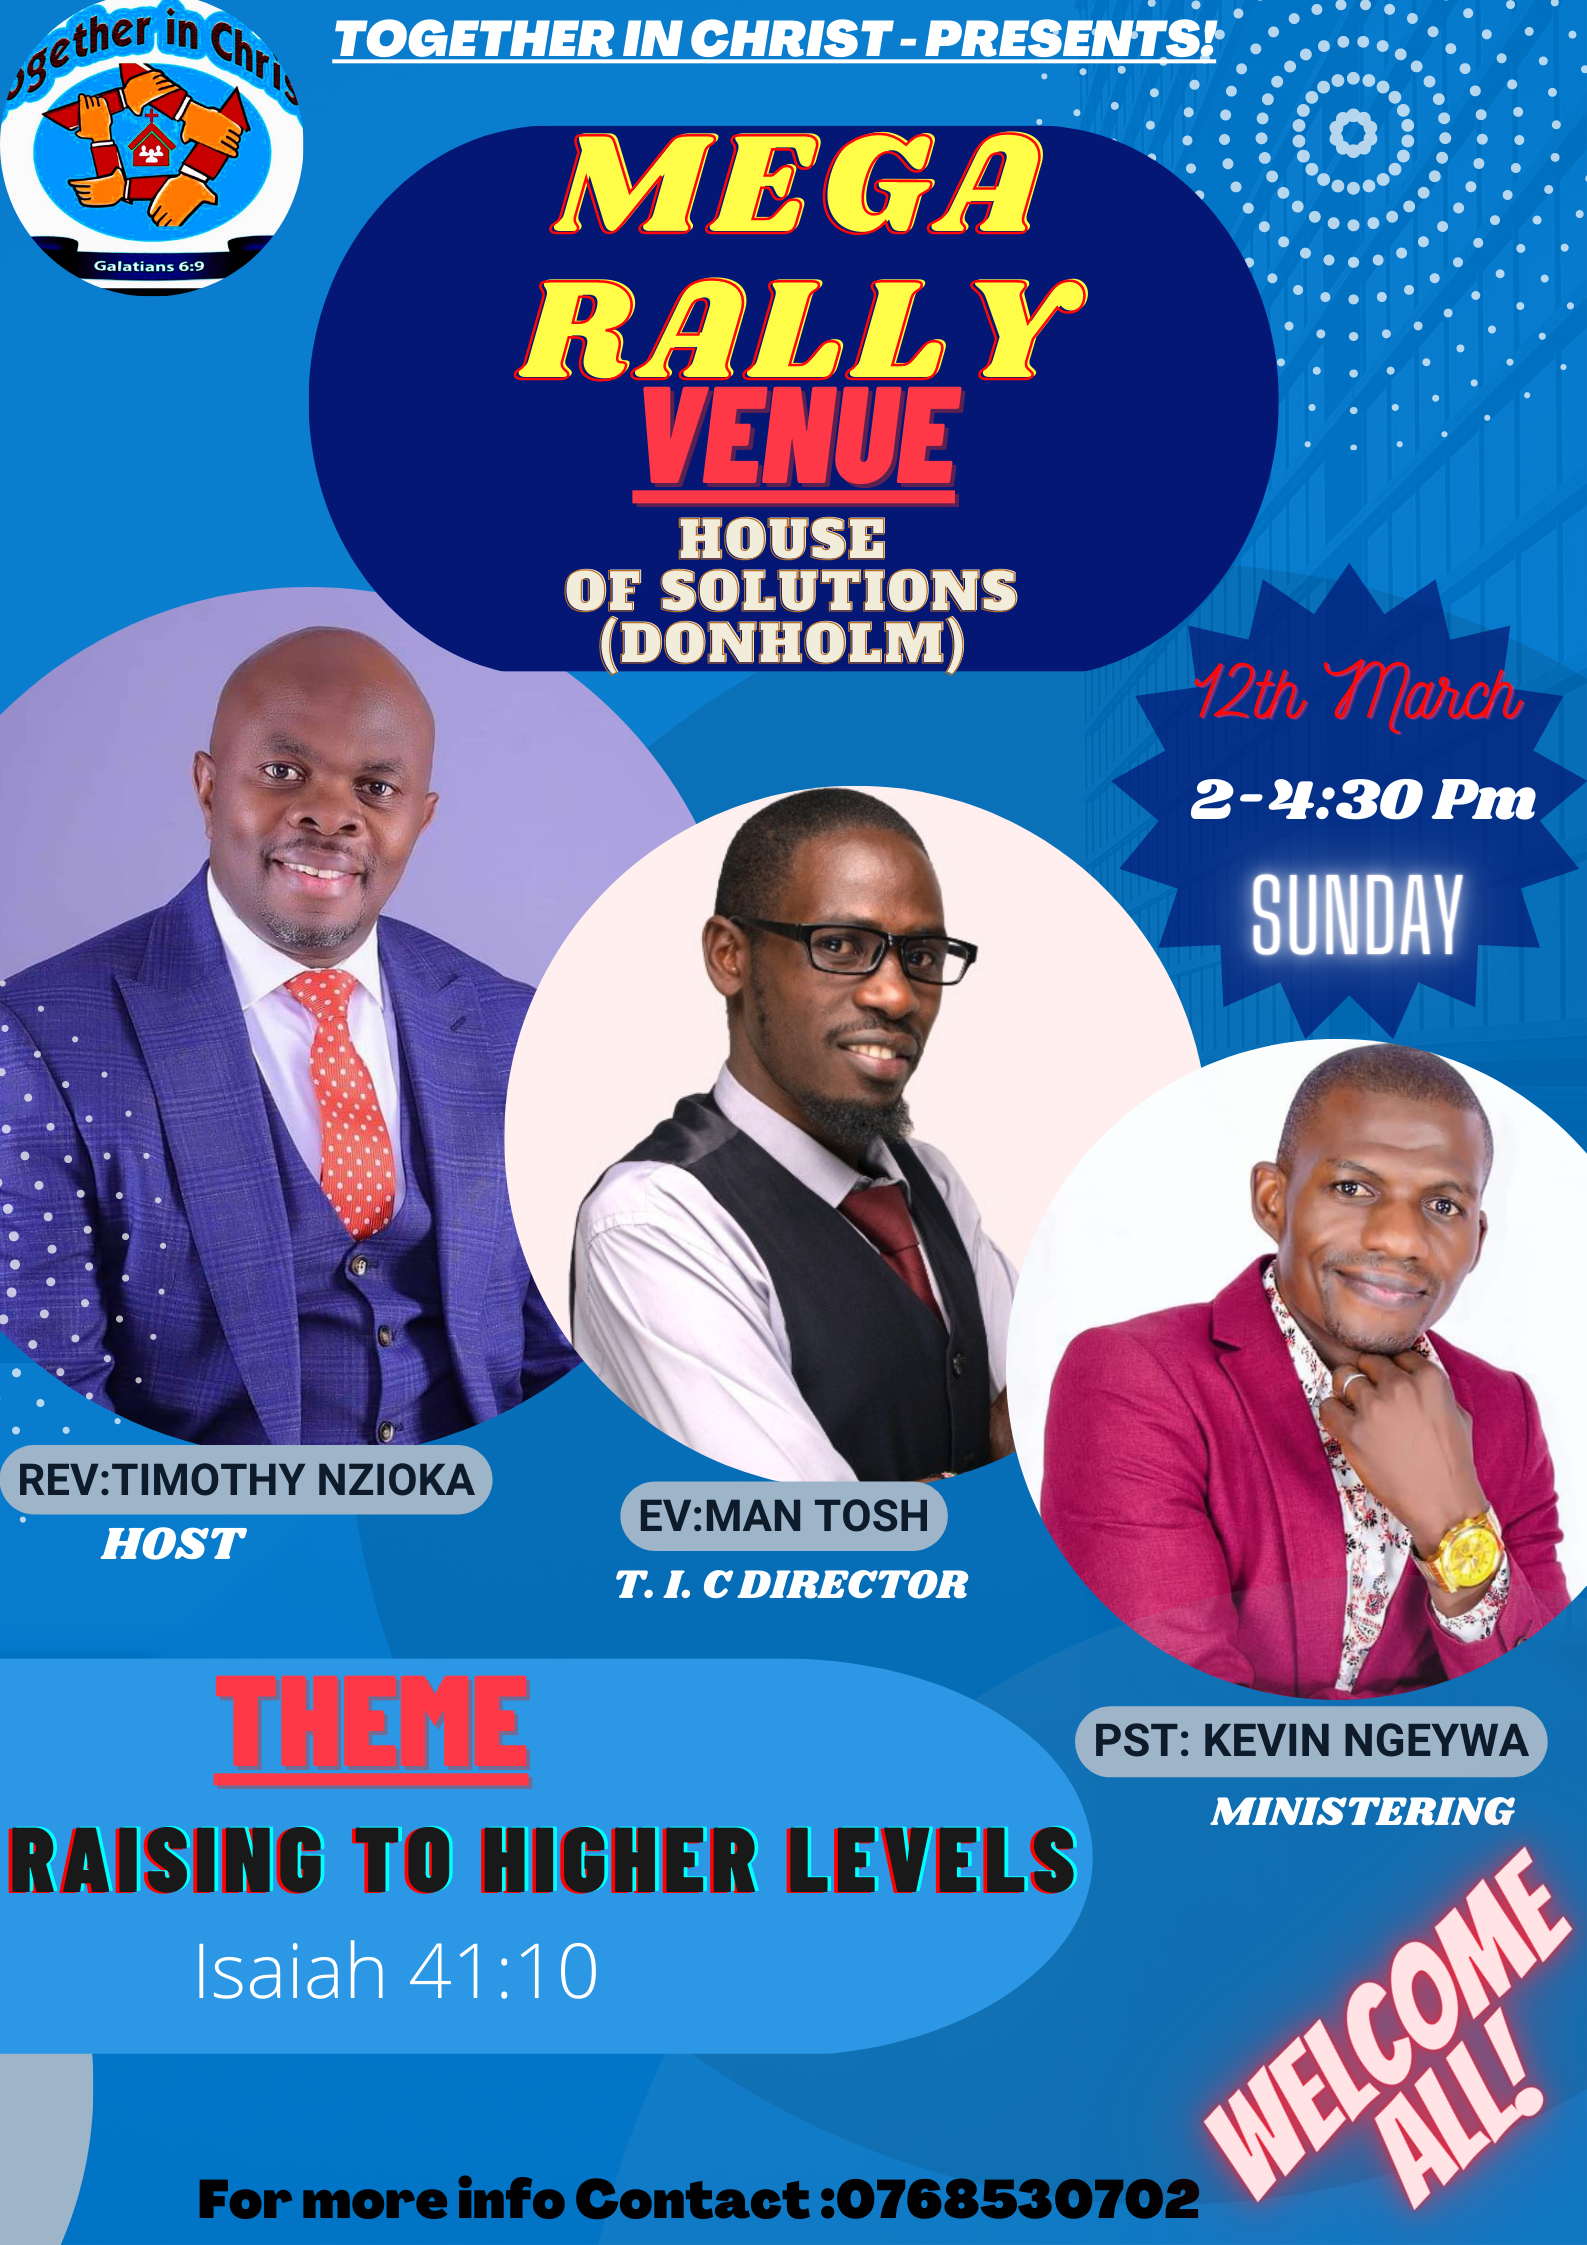 Together in Christ
Galatians 6:9
TOGETHER IN CHRIST - PRESENTS!
MEGA
RALLY
VENUE
HOUSE
OF SOLUTIONS
(DONHOLM)
12th March
2-4:30 Pm
SUNDAY
REV:TIMOTHY NZIOKA
HOST
EV:MAN TOSH
T. I. C DIRECTOR
PST: KEVIN NGEYWA
MINISTERING
THEME
RAISING TO HIGHER LEVELS
Isaiah 41:10
WELCOME
ALL!
For more info Contact :0768530702